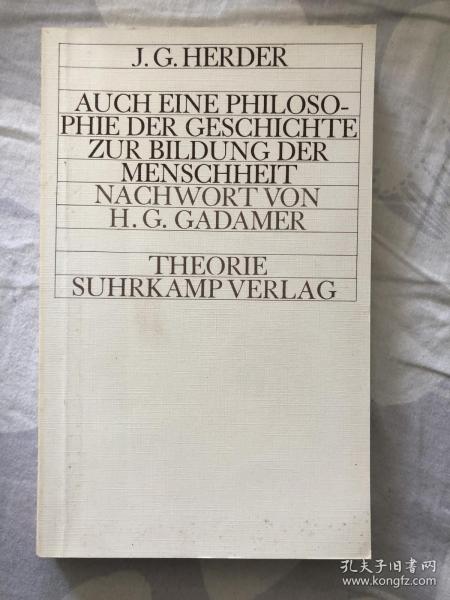 J. G. HERDER
AUCH EINE PHILOSO-
PHIE DER GESCHICHTE
ZUR BILDUNG DER
MENSCHHEIT
NACHWORT VON
H. G. GADAMER
THEORIE
SUHRKAMP VERLAG
孔夫子旧书网
www.kongfz.com